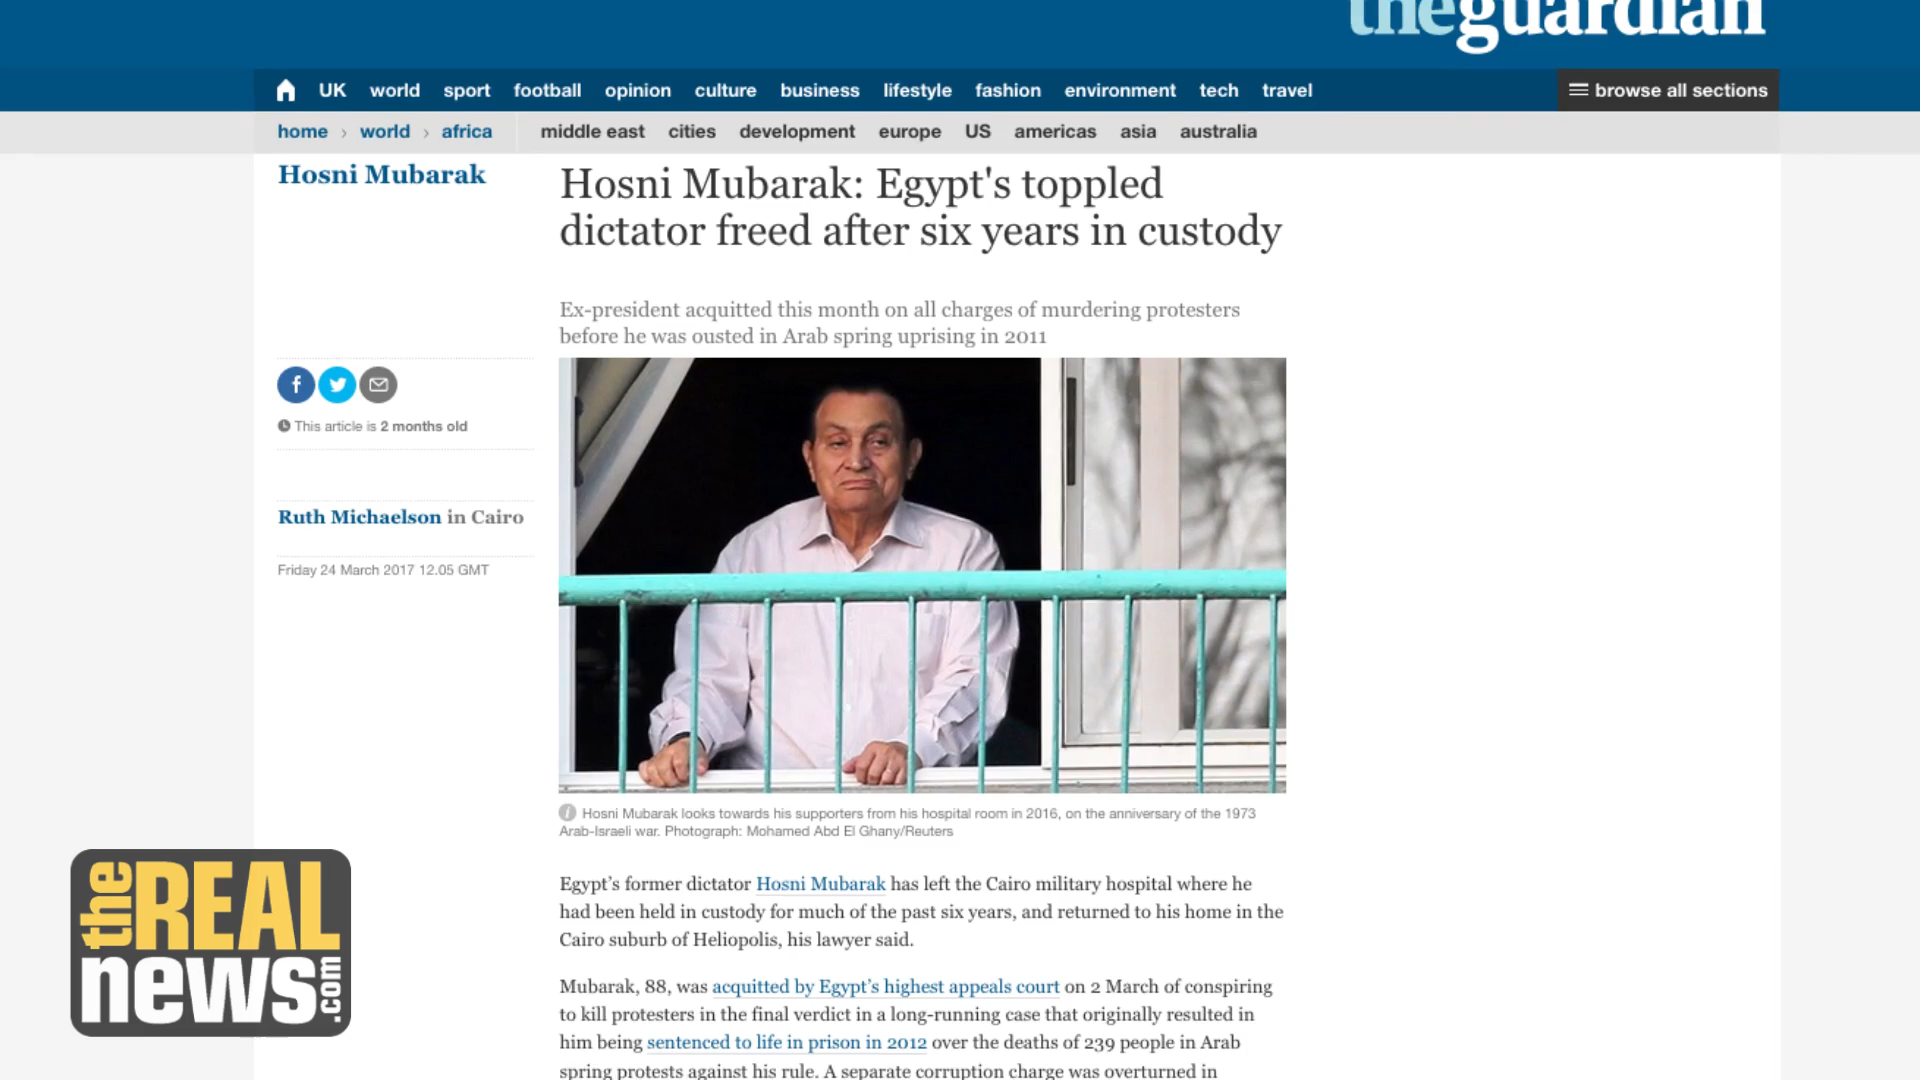 theguardian
UK world sport football opinion culture business lifestyle fashion environment tech travel browse all sections
home › world › africa middle east cities development europe US americas asia australia
Hosni Mubarak
Hosni Mubarak: Egypt's toppled
dictator freed after six years in custody
Ex-president acquitted this month on all charges of murdering protesters
before he was ousted in Arab spring uprising in 2011
This article is 2 months old
Ruth Michaelson in Cairo
Friday 24 March 2017 12.05 GMT
Hosni Mubarak looks towards his supporters from his hospital room in 2016, on the anniversary of the 1973
Arab-Israeli war. Photograph: Mohamed Abd El Ghany/Reuters
Egypt’s former dictator Hosni Mubarak has left the Cairo military hospital where he
had been held in custody for much of the past six years, and returned to his home in the
Cairo suburb of Heliopolis, his lawyer said.
Mubarak, 88, was acquitted by Egypt’s highest appeals court on 2 March of conspiring
to kill protesters in the final verdict in a long-running case that originally resulted in
him being sentenced to life in prison in 2012 over the deaths of 239 people in Arab
spring protests against his rule. A separate corruption charge was overturned in
the REAL
news.com